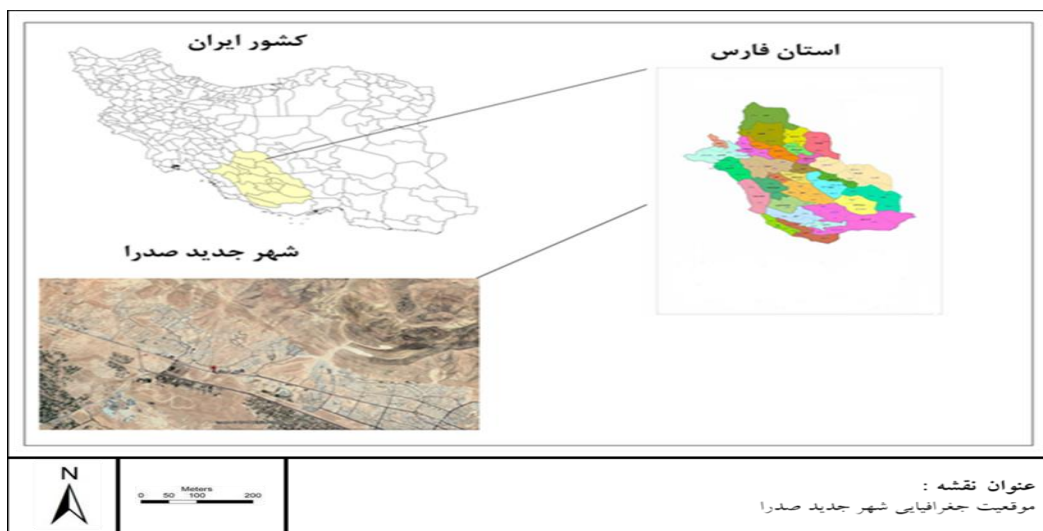 کشور ایران
استان فارس
شهر جدید صدرا
N
Meters
0 50 100 200
عنوان نقشه :
موقعیت جغرافیایی شهر جدید صدرا